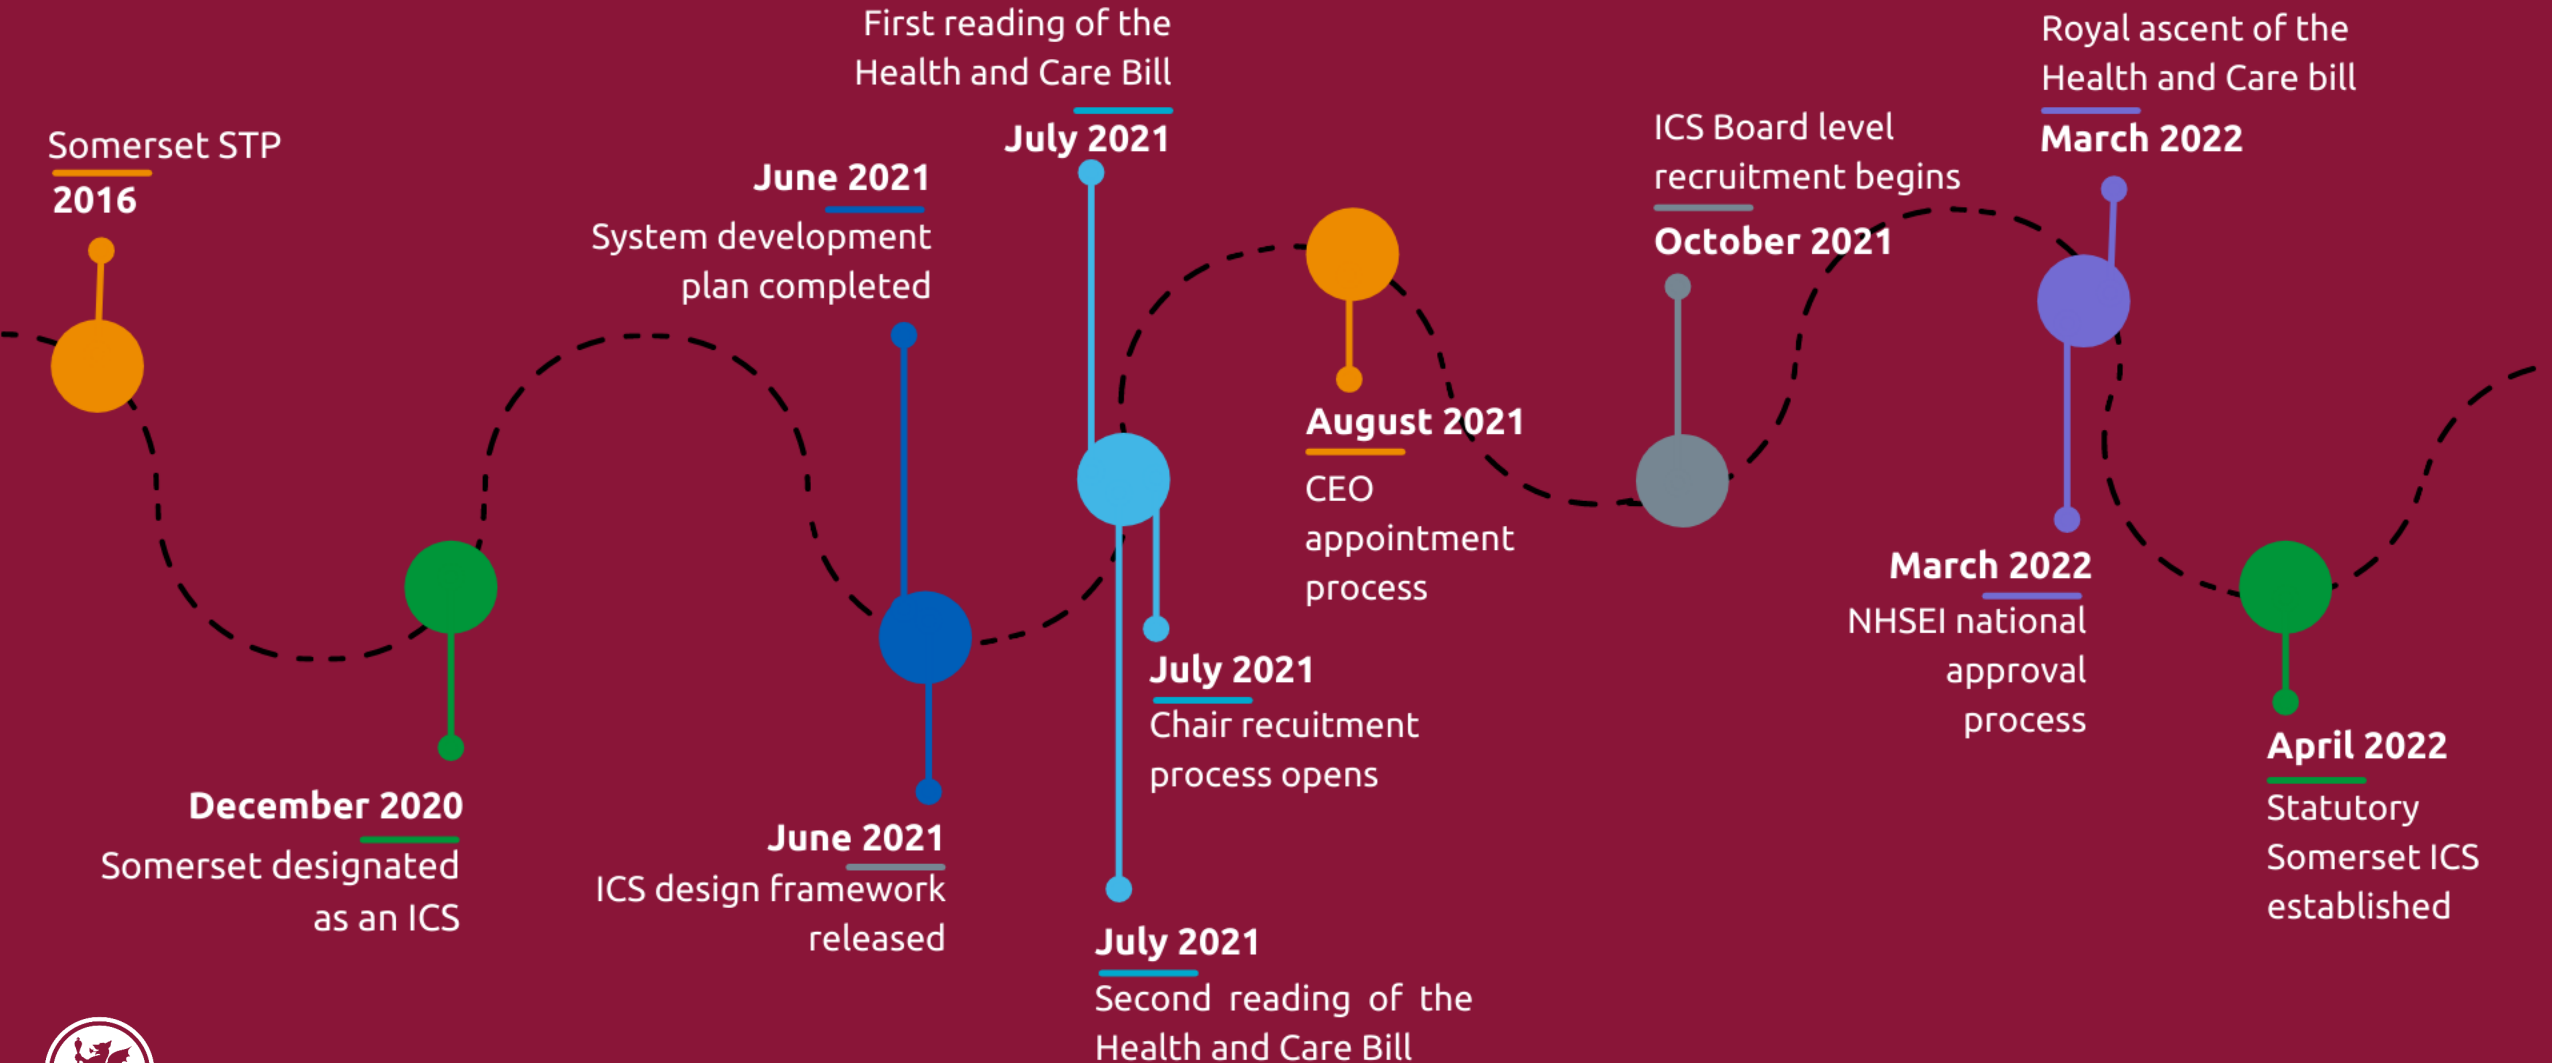 Somerset STP
2016
December 2020
Somerset designated
as an ICS
June 2021
System development
plan completed
June 2021
ICS design framework
released
First reading of the
Health and Care Bill
July 2021
July 2021
Chair recuitment
process opens
July 2021
Second reading of the
Health and Care Bill
August 2021
CEO
appointment
process
ICS Board level
recruitment begins
October 2021
Royal ascent of the
Health and Care bill
March 2022
March 2022
NHSEI national
approval
process
April 2022
Statutory
Somerset ICS
established